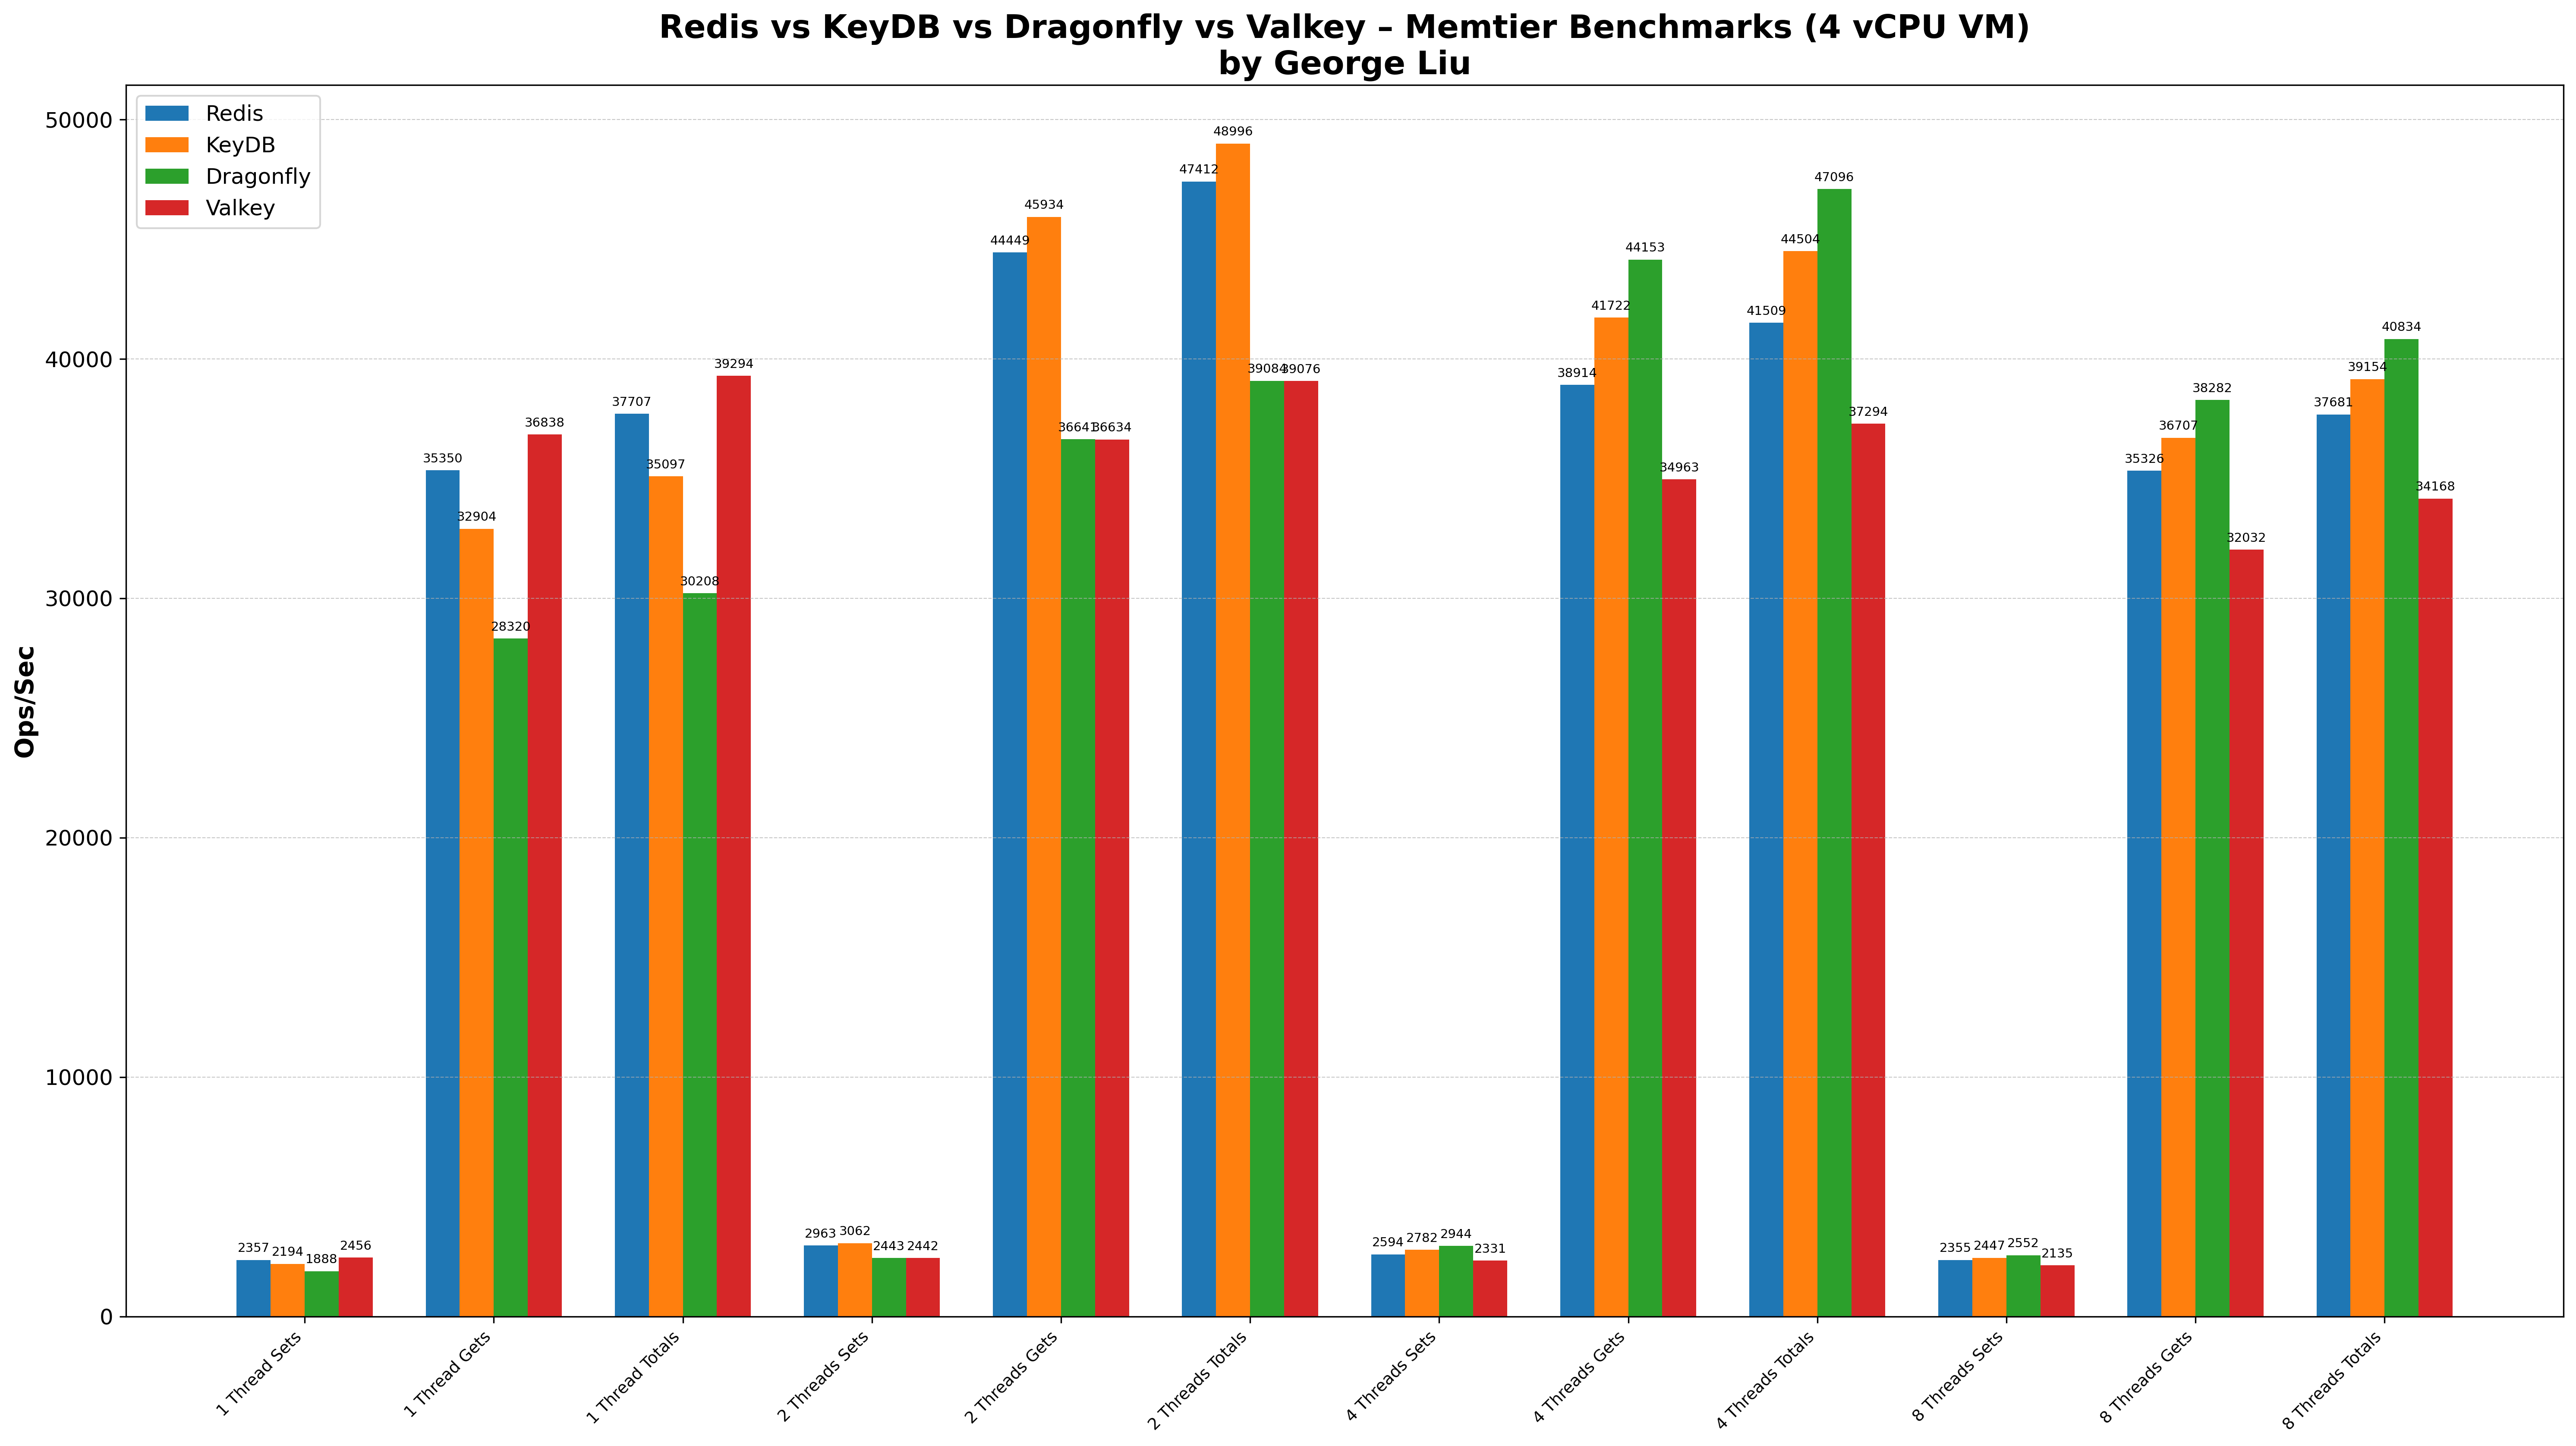 Redis vs KeyDB vs Dragonfly vs Valkey – Memtier Benchmarks (4 vCPU VM)
by George Liu
Redis
KeyDB
Dragonfly
Valkey
Ops/Sec
50000
40000
30000
20000
10000
0
2357 2194 1888 2456
35350 32904 28320 36838
37707 35097 30208 39294
2963 3062 2443 2442
44449 45934 36641 36634
47412 48996 39084 39076
2594 2782 2944 2331
38914 41722 44153 34963
41509 44504 47096 37294
2355 2447 2552 2135
35326 36707 38282 32032
37681 39154 40834 34168
1 Thread Sets
1 Thread Gets
1 Thread Totals
2 Threads Sets
2 Threads Gets
2 Threads Totals
4 Threads Sets
4 Threads Gets
4 Threads Totals
8 Threads Sets
8 Threads Gets
8 Threads Totals